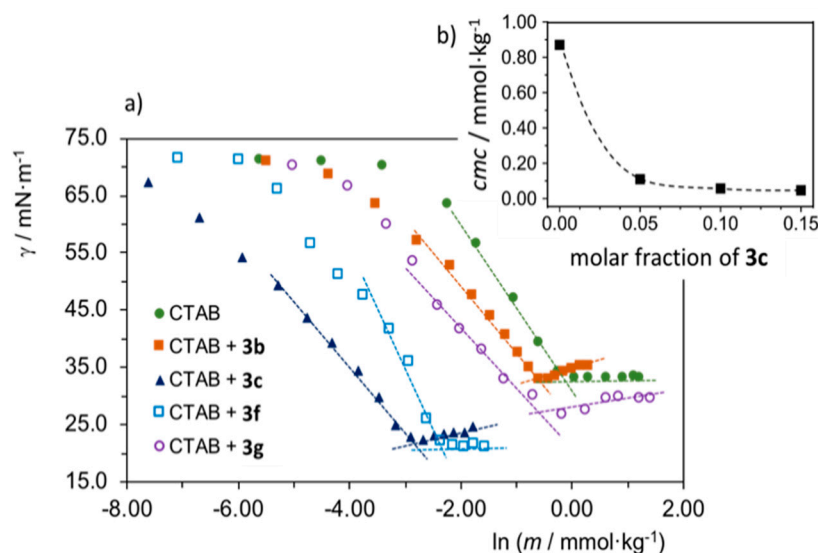 b)
1.00
0.80
0.60
0.40
0.20
0.00
cmc / mmol·kg-1
0.00 0.05 0.10 0.15
molar fraction of 3c
a)
75.0
65.0
55.0
45.0
35.0
25.0
15.0
γ / mN·m-1
CTAB
CTAB + 3b
CTAB + 3c
CTAB + 3f
CTAB + 3g
-8.00 -6.00 -4.00 -2.00 0.00 2.00
ln (m / mmol·kg-1)